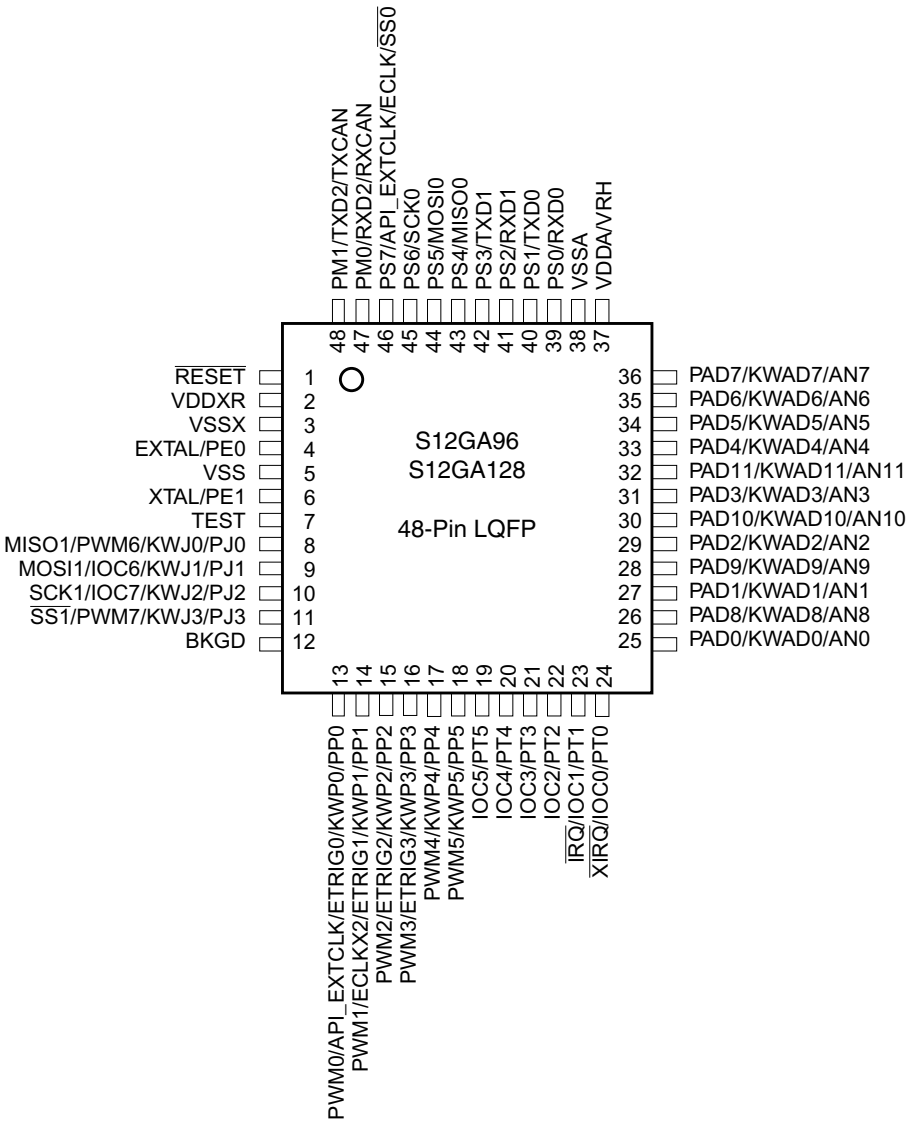 PM1/TXD2/TXCAN
PM0/RXD2/RXCAN
PS7/API_EXTCLK/ECLK/SS0
PS6/SCK0
PS5/MOSI0
PS4/MISO0
PS3/TXD1
PS2/RXD1
PS1/TXD0
PS0/RXD0
VSSA
VDDA/VRH
48
47
46
45
44
43
42
41
40
39
38
37
RESET 1
VDDXR 2
VSSX 3
EXTAL/PE0 4
VSS 5
XTAL/PE1 6
TEST 7
MISO1/PWM6/KWJ0/PJ0 8
MOSI1/IOC6/KWJ1/PJ1 9
SCK1/IOC7/KWJ2/PJ2 10
SS1/PWM7/KWJ3/PJ3 11
BKGD 12
S12GA96
S12GA128
48-Pin LQFP
36 PAD7/KWAD7/AN7
35 PAD6/KWAD6/AN6
34 PAD5/KWAD5/AN5
33 PAD4/KWAD4/AN4
32 PAD11/KWAD11/AN11
31 PAD3/KWAD3/AN3
30 PAD10/KWAD10/AN10
29 PAD2/KWAD2/AN2
28 PAD9/KWAD9/AN9
27 PAD1/KWAD1/AN1
26 PAD8/KWAD8/AN8
25 PAD0/KWAD0/AN0
13
14
15
16
17
18
19
20
21
22
23
24
PWM0/API_EXTCLK/ETRIG0/KWP0/PP0
PWM1/ECLKX2/ETRIG1/KWP1/PP1
PWM2/ETRIG2/KWP2/PP2
PWM3/ETRIG3/KWP3/PP3
PWM4/KWP4/PP4
PWM5/KWP5/PP5
IOC5/PT5
IOC4/PT4
IOC3/PT3
IOC2/PT2
IRQ/IOC1/PT1
XIRQ/IOC0/PT0